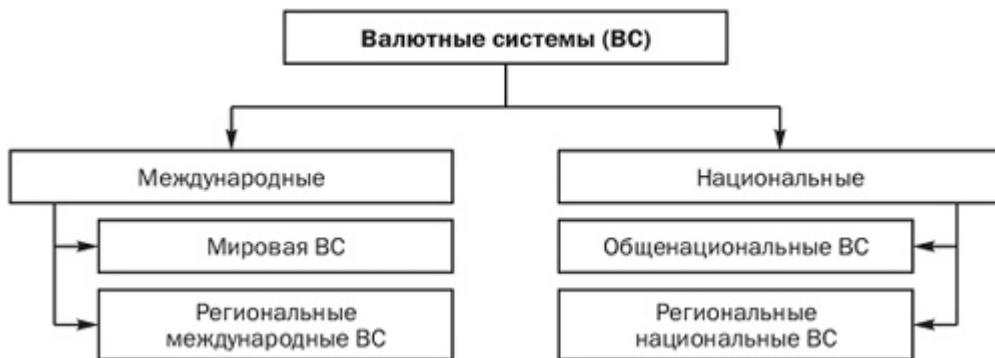 Валютные системы (ВС)
Международные
Национальные
Мировая ВС
Общенациональные ВС
Региональные
международные ВС
Региональные
национальные ВС